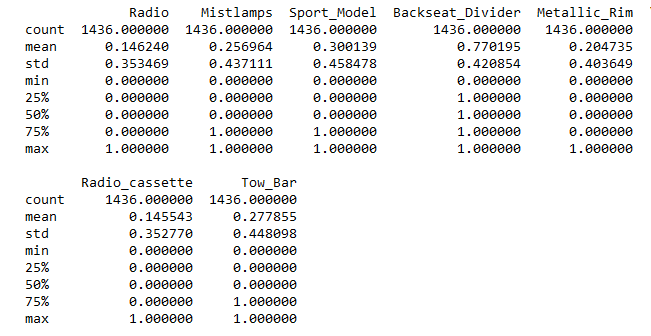 Radio Mistlamps Sport_Model Backseat_Divider Metallic_Rim
count 1436.000000 1436.000000 1436.000000 1436.000000 1436.000000
mean 0.146240 0.256964 0.300139 0.770195 0.204735
std 0.353469 0.437111 0.458478 0.420854 0.403649
min 0.000000 0.000000 0.000000 0.000000 0.000000
25% 0.000000 0.000000 0.000000 1.000000 0.000000
50% 0.000000 0.000000 0.000000 1.000000 0.000000
75% 0.000000 1.000000 1.000000 1.000000 0.000000
max 1.000000 1.000000 1.000000 1.000000 1.000000
Radio_cassette Tow_Bar
count 1436.000000 1436.000000
mean 0.145543 0.277855
std 0.352770 0.448098
min 0.000000 0.000000
25% 0.000000 0.000000
50% 0.000000 0.000000
75% 0.000000 1.000000
max 1.000000 1.000000